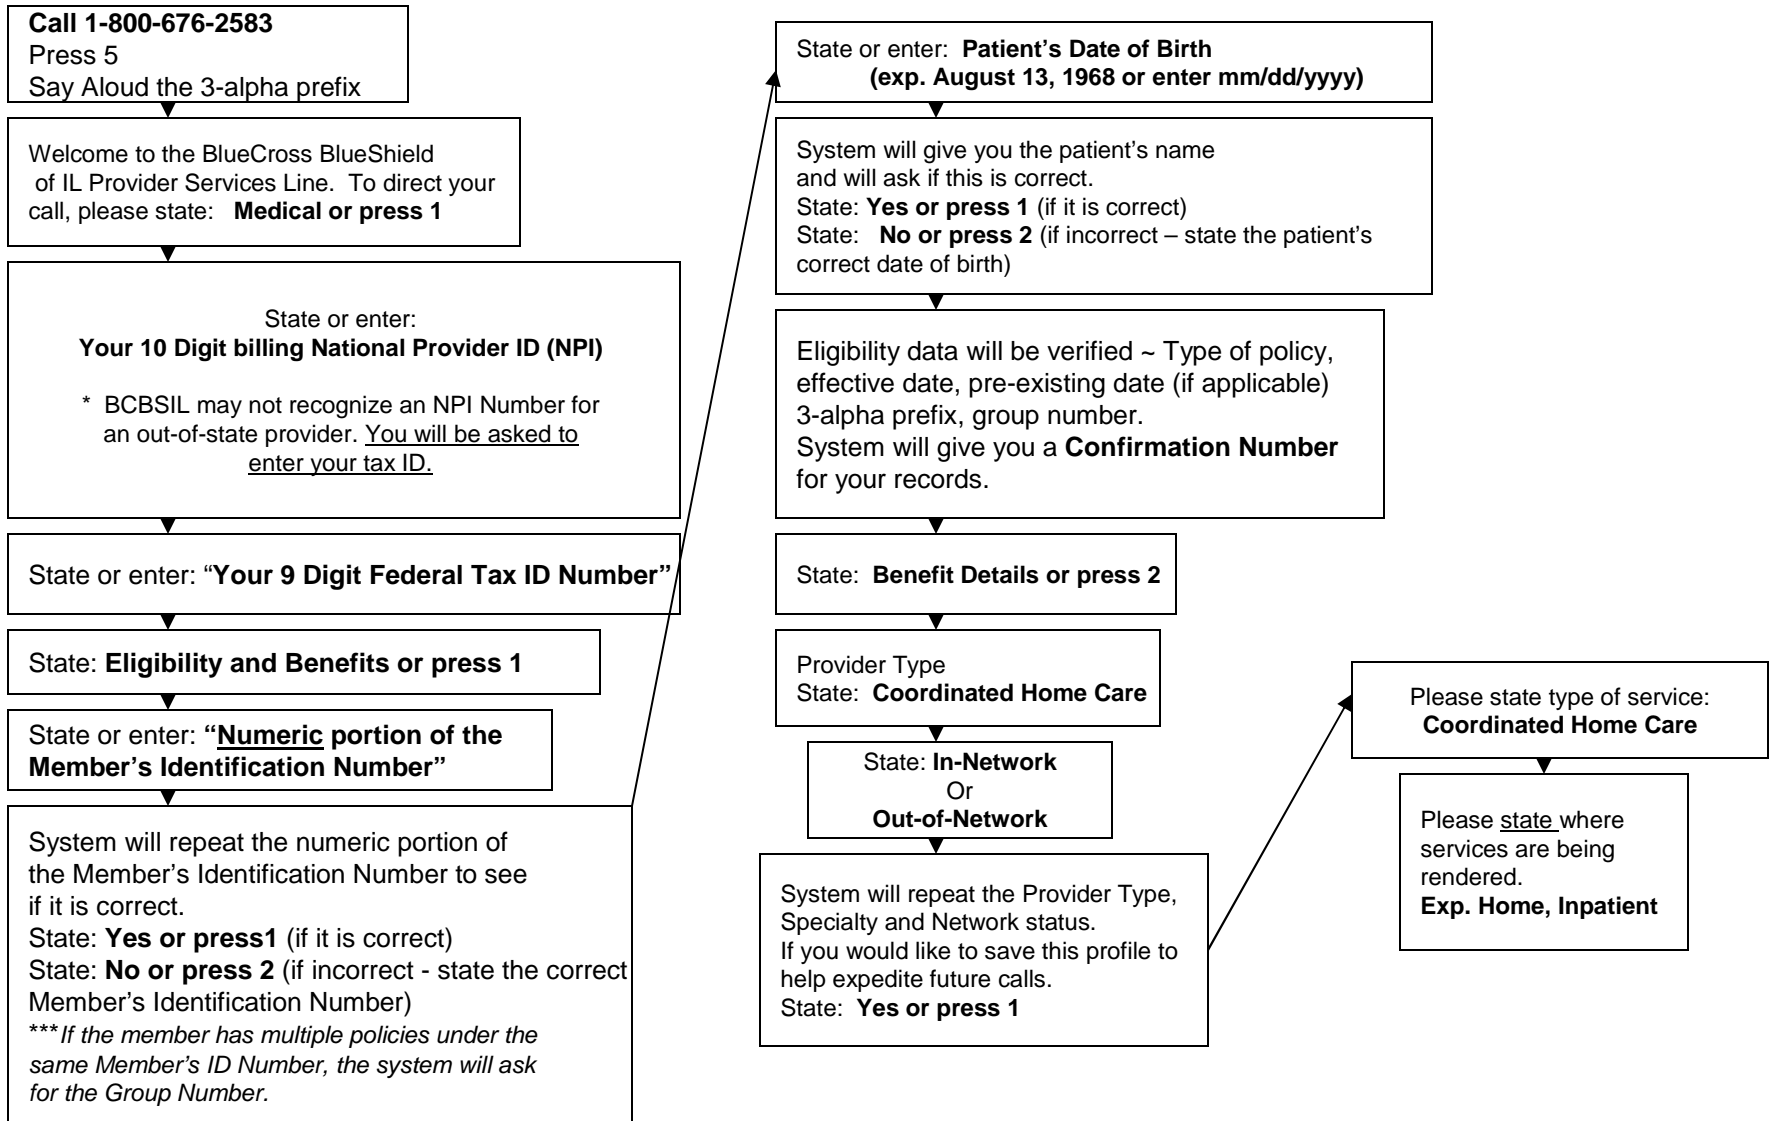 Call 1-800-676-2583
Press 5
Say Aloud the 3-alpha prefix
Welcome to the BlueCross BlueShield
of IL Provider Services Line.  To direct your
call, please state:   Medical or press 1
State or enter:
Your 10 Digit billing National Provider ID (NPI)
*  BCBSIL may not recognize an NPI Number for
an out-of-state provider. You will be asked to
enter your tax ID.
State or enter: “Your 9 Digit Federal Tax ID Number”
State: Eligibility and Benefits or press 1
State or enter: “Numeric portion of the
Member’s Identification Number”
System will repeat the numeric portion of
the Member’s Identification Number to see
if it is correct.
State: Yes or press1 (if it is correct)
State: No or press 2 (if incorrect - state the correct
Member’s Identification Number)
***If the member has multiple policies under the
same Member’s ID Number, the system will ask
for the Group Number.
State or enter:  Patient’s Date of Birth
(exp. August 13, 1968 or enter mm/dd/yyyy)
System will give you the patient’s name
and will ask if this is correct.
State: Yes or press 1 (if it is correct)
State:   No or press 2 (if incorrect – state the patient’s
correct date of birth)
Eligibility data will be verified ~ Type of policy,
effective date, pre-existing date (if applicable)
3-alpha prefix, group number.
System will give you a Confirmation Number
for your records.
State:  Benefit Details or press 2
Provider Type
State:  Coordinated Home Care
State: In-Network
Or
Out-of-Network
System will repeat the Provider Type,
Specialty and Network status.
If you would like to save this profile to
help expedite future calls.
State:  Yes or press 1
Please state type of service:
Coordinated Home Care
Please state where
services are being
rendered.
Exp. Home, Inpatient